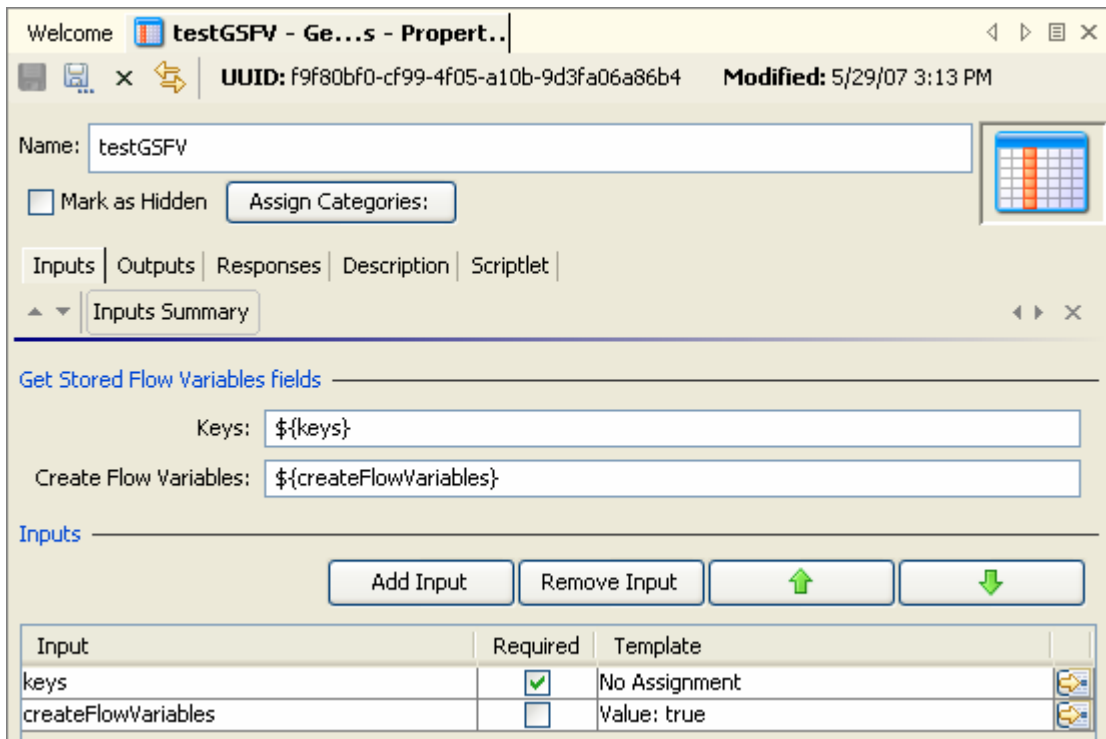 Welcome testGSFV - Ge...s - Propert..
UUID: f9f80bf0-cf99-4f05-a10b-9d3fa06a86b4 Modified: 5/29/07 3:13 PM
Name: testGSFV
Mark as Hidden Assign Categories:
Inputs Outputs Responses Description Scriptlet
Inputs Summary
Get Stored Flow Variables fields
Keys: ${keys}
Create Flow Variables: ${createFlowVariables}
Inputs
Add Input Remove Input
Input Required Template
keys No Assignment
createFlowVariables Value: true